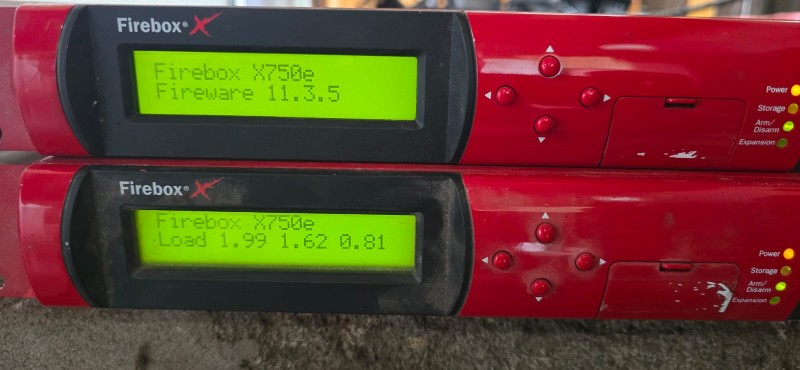 Firebox® X
Firebox X750e
Fireware 11.3.5
Power
Storage
Arm/
Disarm
Expansion
Firebox® X
Firebox X750e
Load 1.99 1.62 0.81
Power
Storage
Arm/
Disarm
Expansion